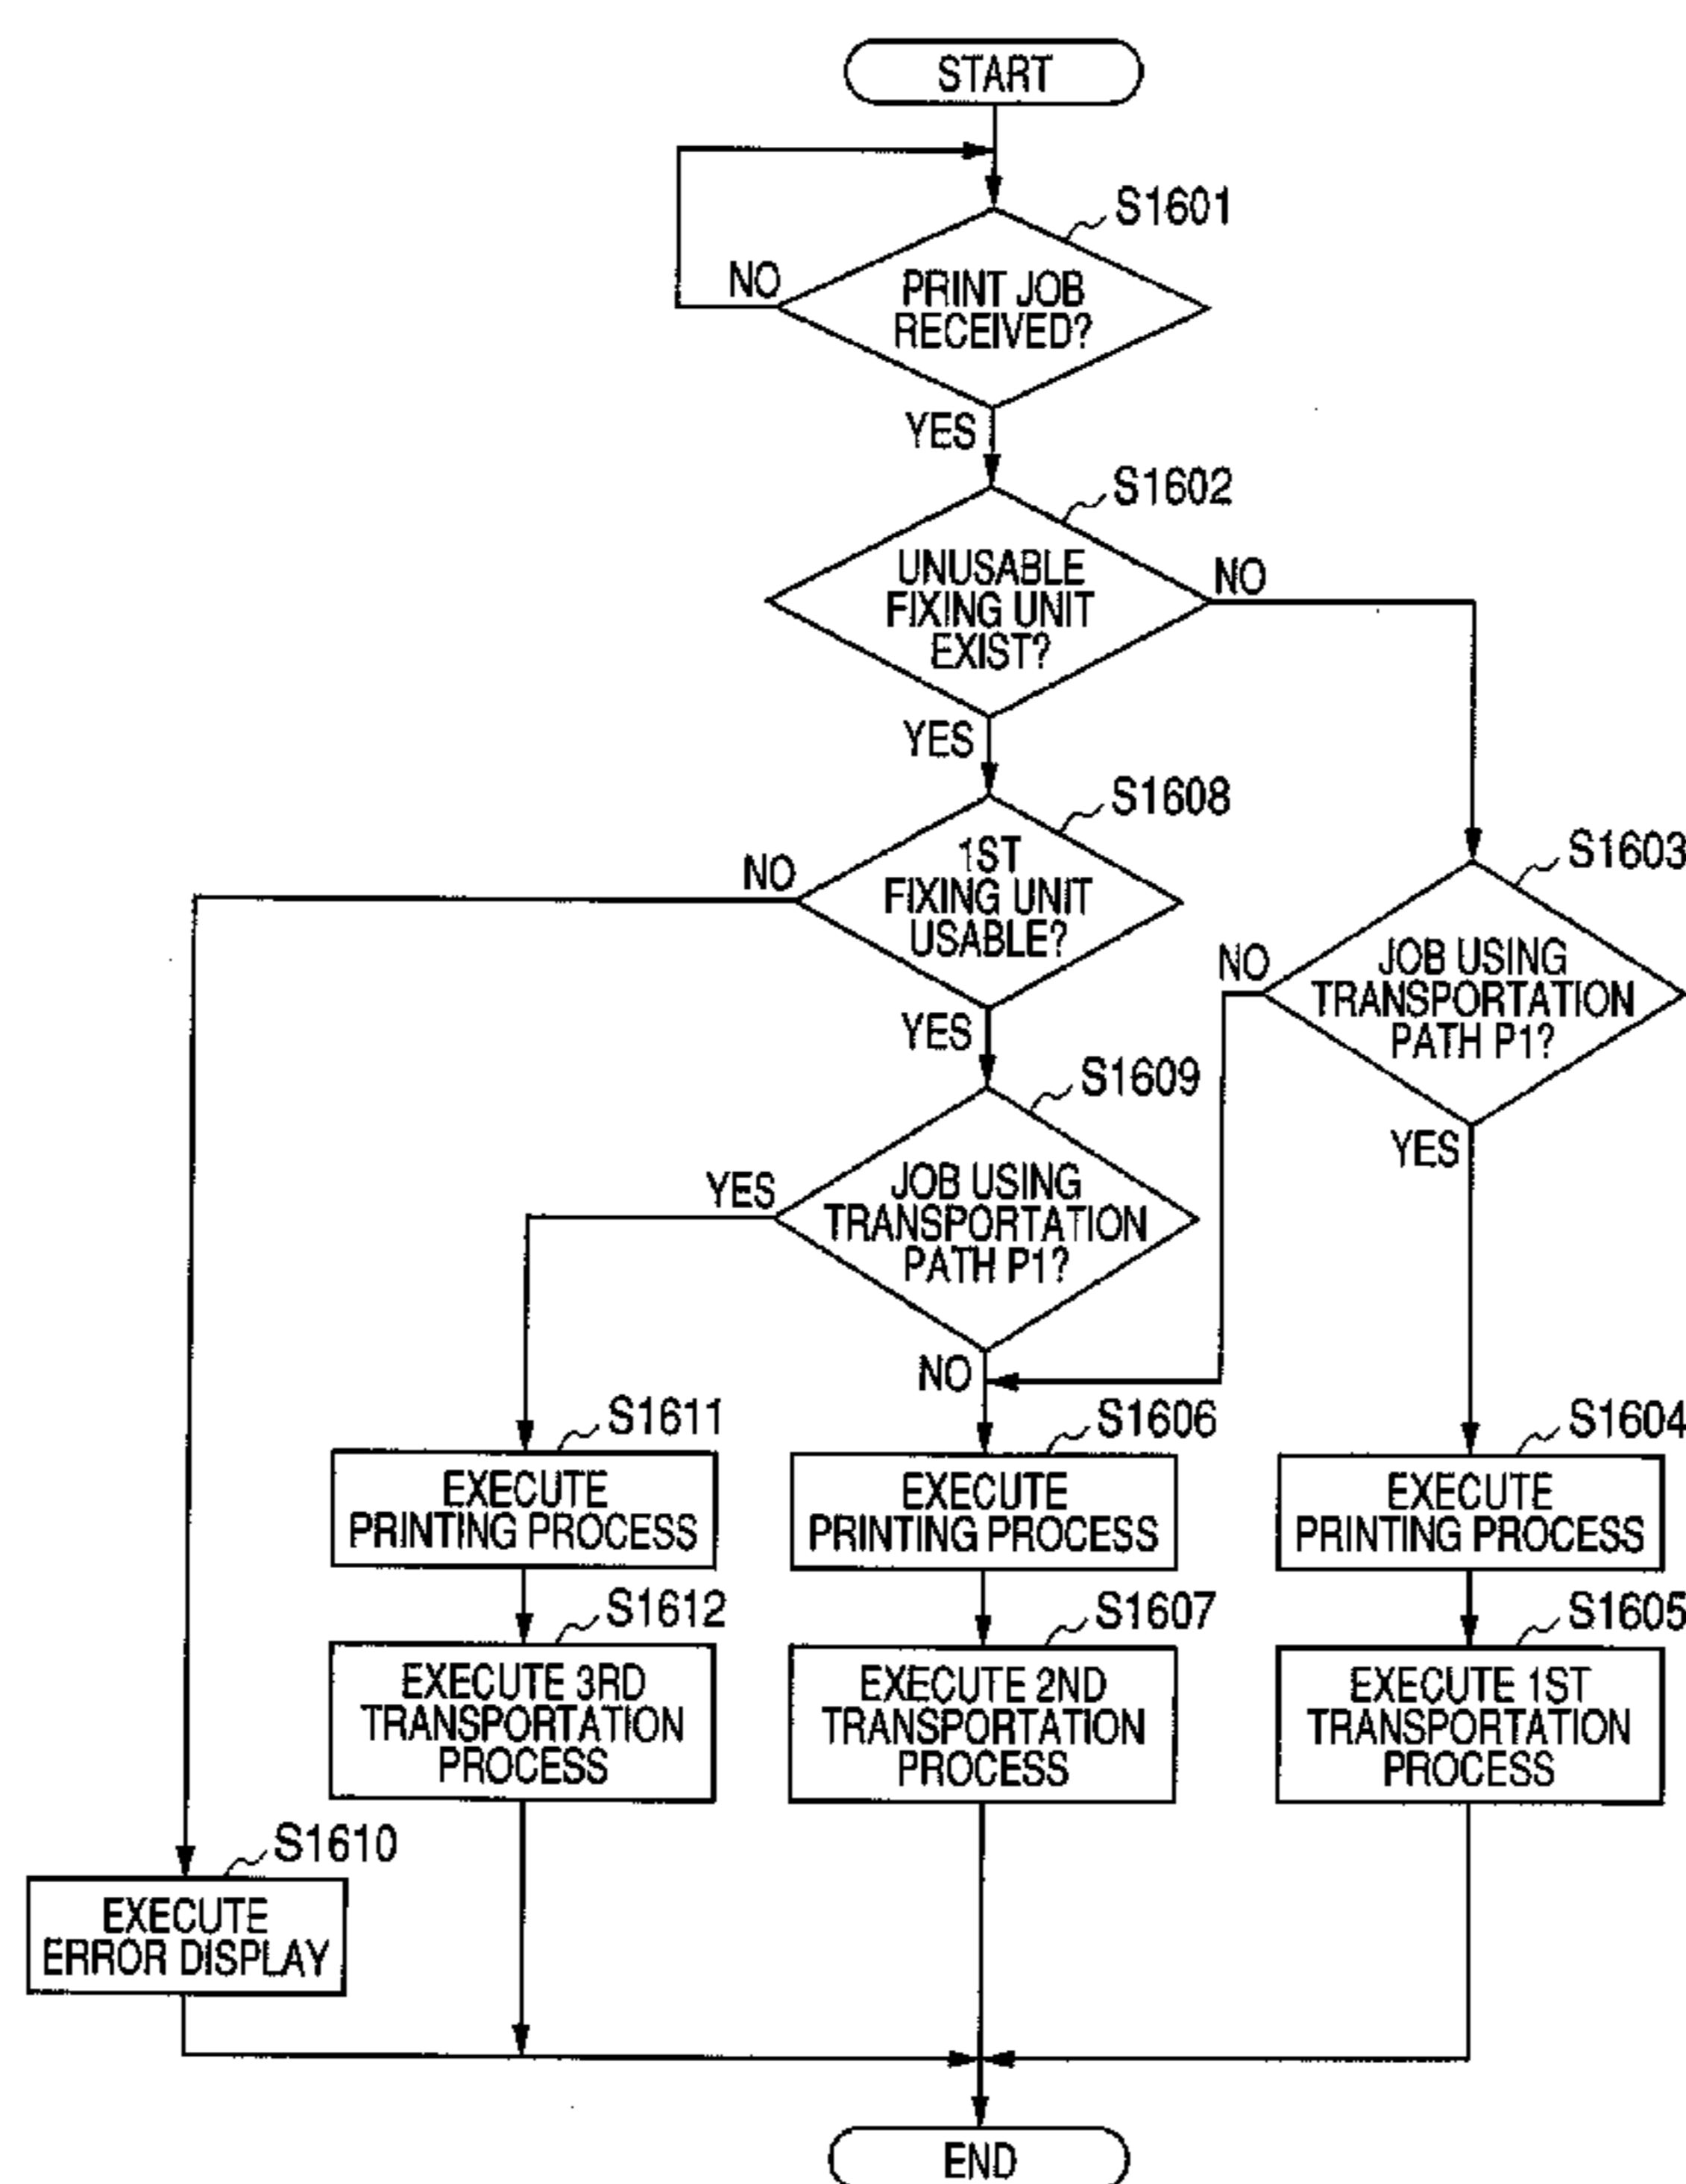 START
S1601
NO
PRINT JOB
RECEIVED?
YES
S1602
UNUSABLE
FIXING UNIT
EXIST?
NO
YES
S1608
1ST
FIXING UNIT
USABLE?
NO
YES
S1603
JOB USING
TRANSPORTATION
PATH P1?
NO
YES
S1609
JOB USING
TRANSPORTATION
PATH P1?
YES
NO
S1611
EXECUTE
PRINTING PROCESS
S1606
EXECUTE
PRINTING PROCESS
S1604
EXECUTE
PRINTING PROCESS
S1612
EXECUTE 3RD
TRANSPORTATION
PROCESS
S1607
EXECUTE 2ND
TRANSPORTATION
PROCESS
S1605
EXECUTE 1ST
TRANSPORTATION
PROCESS
S1610
EXECUTE
ERROR DISPLAY
END